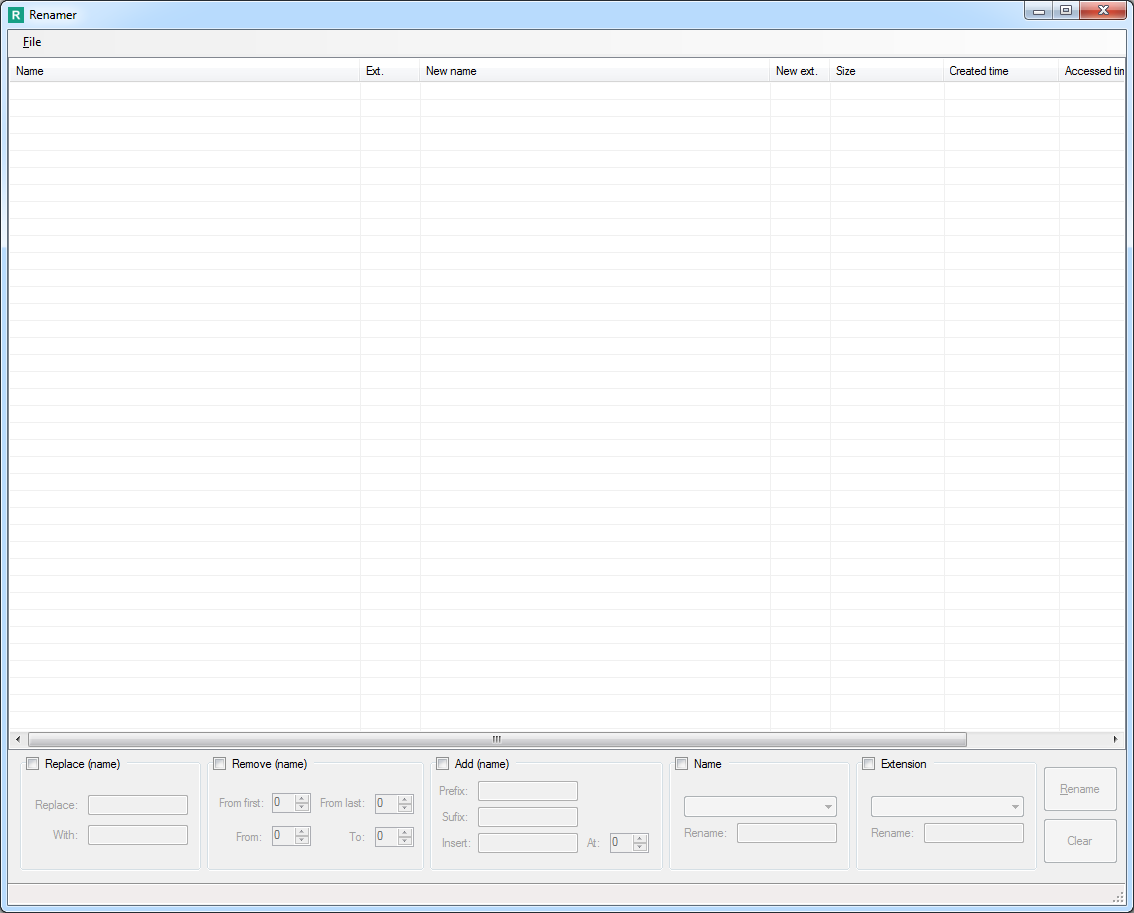 R Renamer
File
Name Ext. New name New ext. Size Created time Accessed tim
Replace (name) Remove (name) Add (name) Name Extension
Replace: From first: 0 From last: 0 Prefix: Rename
With: From: 0 To: 0 Sufix: Rename: Rename: Clear
Insert: At: 0